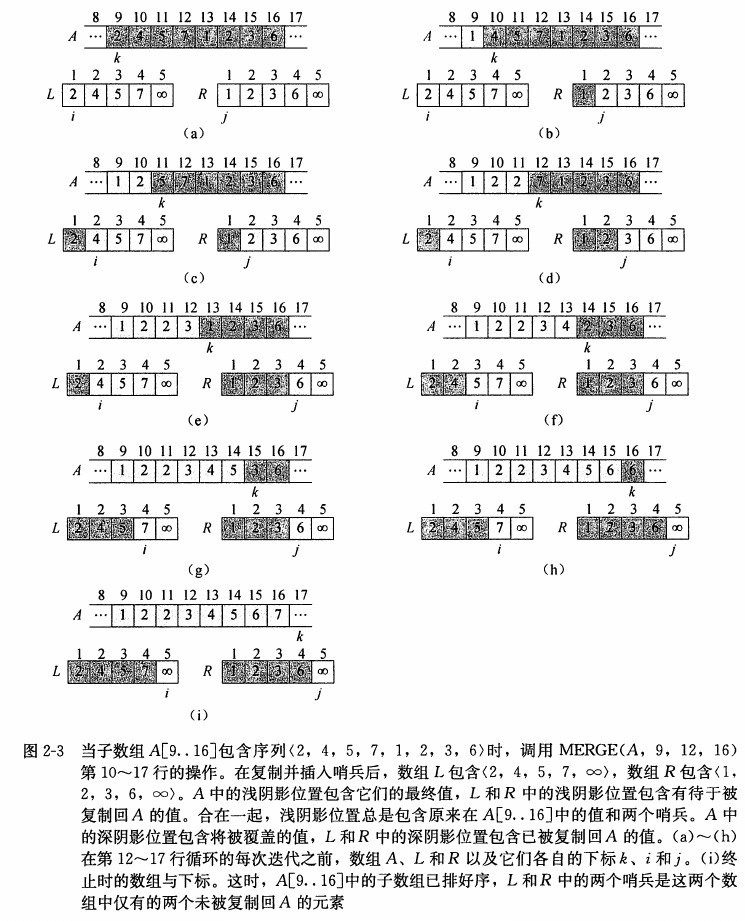 8 9 10 11 12 13 14 15 16 17
A … 2 4 5 7 1 2 3 6 …
k
1 2 3 4 5
L 2 4 5 7 ∞
i
1 2 3 4 5
R 1 2 3 6 ∞
j
(a)
8 9 10 11 12 13 14 15 16 17
A … 1 4 5 7 1 2 3 6 …
k
1 2 3 4 5
L 2 4 5 7 ∞
i
1 2 3 4 5
R 1 2 3 6 ∞
j
(b)
8 9 10 11 12 13 14 15 16 17
A … 1 2 5 7 1 2 3 6 …
k
1 2 3 4 5
L 2 4 5 7 ∞
i
1 2 3 4 5
R 1 2 3 6 ∞
j
(c)
8 9 10 11 12 13 14 15 16 17
A … 1 2 2 7 1 2 3 6 …
k
1 2 3 4 5
L 2 4 5 7 ∞
i
1 2 3 4 5
R 1 2 3 6 ∞
j
(d)
8 9 10 11 12 13 14 15 16 17
A … 1 2 2 3 1 2 3 6 …
k
1 2 3 4 5
L 2 4 5 7 ∞
i
1 2 3 4 5
R 1 2 3 6 ∞
j
(e)
8 9 10 11 12 13 14 15 16 17
A … 1 2 2 3 4 2 3 6 …
k
1 2 3 4 5
L 2 4 5 7 ∞
i
1 2 3 4 5
R 1 2 3 6 ∞
j
(f)
8 9 10 11 12 13 14 15 16 17
A … 1 2 2 3 4 5 3 6 …
k
1 2 3 4 5
L 2 4 5 7 ∞
i
1 2 3 4 5
R 1 2 3 6 ∞
j
(g)
8 9 10 11 12 13 14 15 16 17
A … 1 2 2 3 4 5 6 6 …
k
1 2 3 4 5
L 2 4 5 7 ∞
i
1 2 3 4 5
R 1 2 3 6 ∞
j
(h)
8 9 10 11 12 13 14 15 16 17
A … 1 2 2 3 4 5 6 7 …
k
1 2 3 4 5
L 2 4 5 7 ∞
i
1 2 3 4 5
R 1 2 3 6 ∞
j
(i)
图 2-3 当子数组 A[9..16]包含序列〈2，4，5，7，1，2，3，6〉时，调用 MERGE(A，9，12，16)
第 10～17 行的操作。在复制并插入哨兵后，数组 L 包含〈2，4，5，7，∞〉，数组 R 包含〈1，
2，3，6，∞〉。A 中的浅阴影位置包含它们的最终值，L 和 R 中的浅阴影位置包含有待于被
复制回 A 的值。合在一起，浅阴影位置总是包含原来在 A[9..16]中的值和两个哨兵。A 中
的深阴影位置包含将被覆盖的值，L 和 R 中的深阴影位置包含已被复制回 A 的值。(a)～(h)
在第 12～17 行循环的每次迭代之前，数组 A、L 和 R 以及它们各自的下标 k、i 和 j。(i)终
止时的数组与下标。这时，A[9..16]中的子数组已排好序，L 和 R 中的两个哨兵是这两个数
组中仅有的两个未被复制回 A 的元素